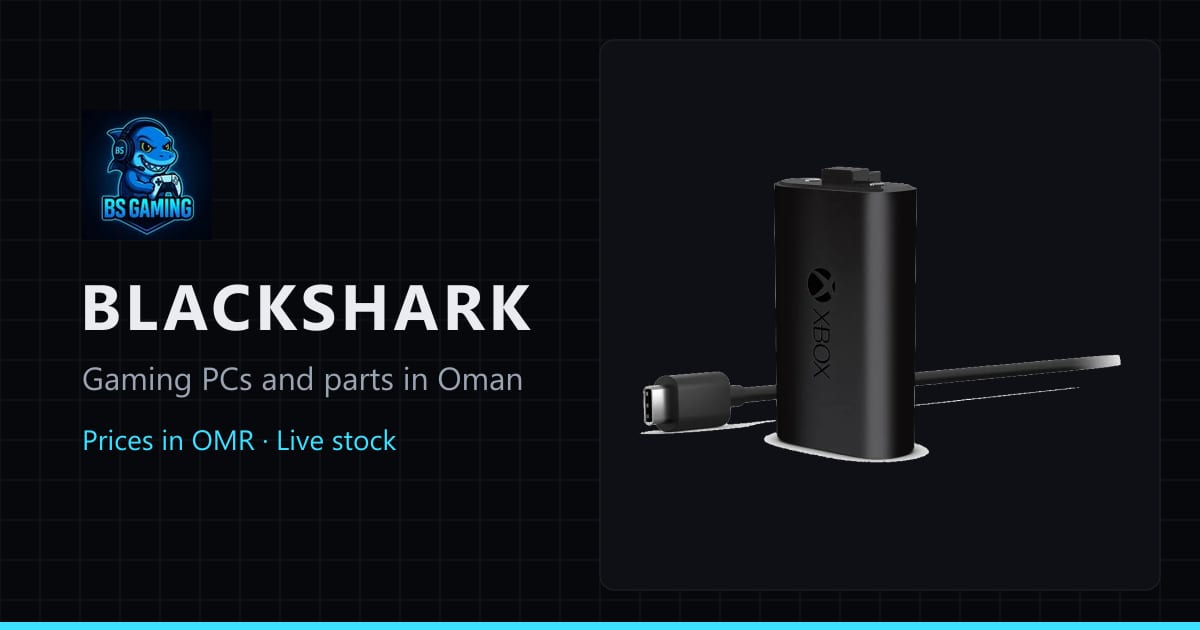 BS
BS GAMING
BLACKSHARK
Gaming PCs and parts in Oman
Prices in OMR · Live stock
XBOX